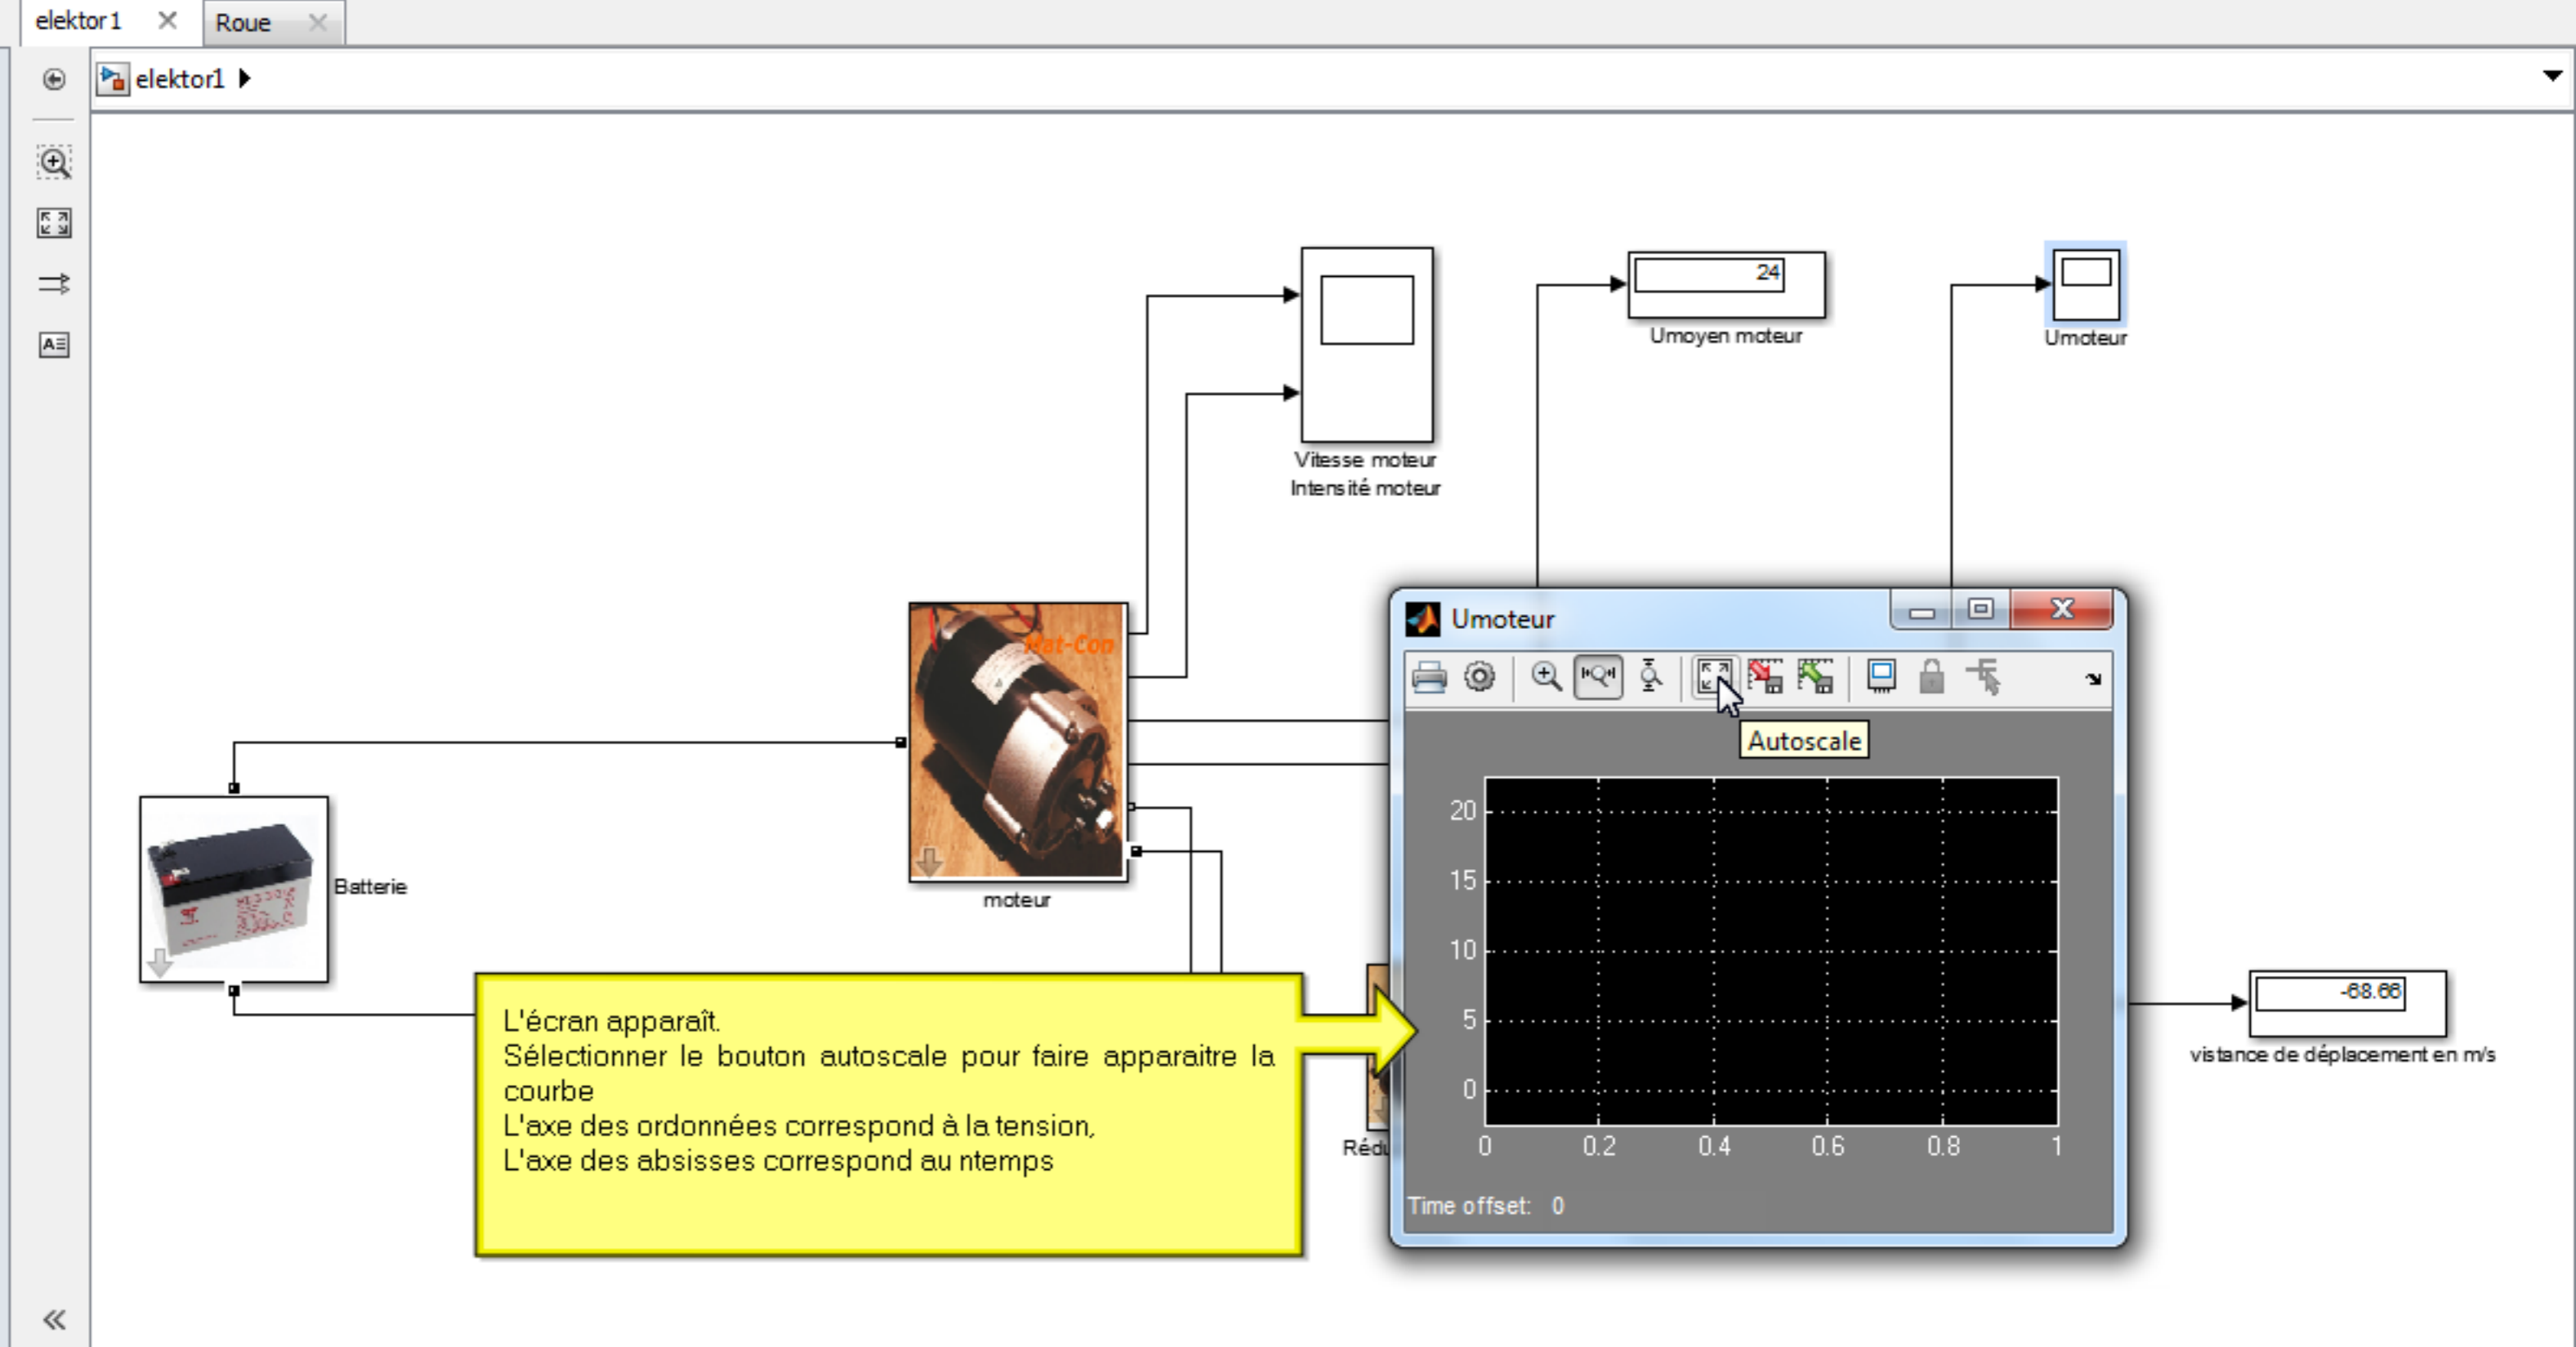 elektor1
Roue
elektor1
24
Umoyen moteur
Umoteur
Vitesse moteur
Intensité moteur
Mat-Con
moteur
Batterie
Umoteur
Autoscale
20
15
10
5
0
0 0.2 0.4 0.6 0.8 1
Time offset: 0
L'écran apparaît.
Sélectionner le bouton autoscale pour faire apparaitre la
courbe
L'axe des ordonnées correspond à la tension,
L'axe des absisses correspond au ntemps
Rédu
-68.66
vistance de déplacement en m/s